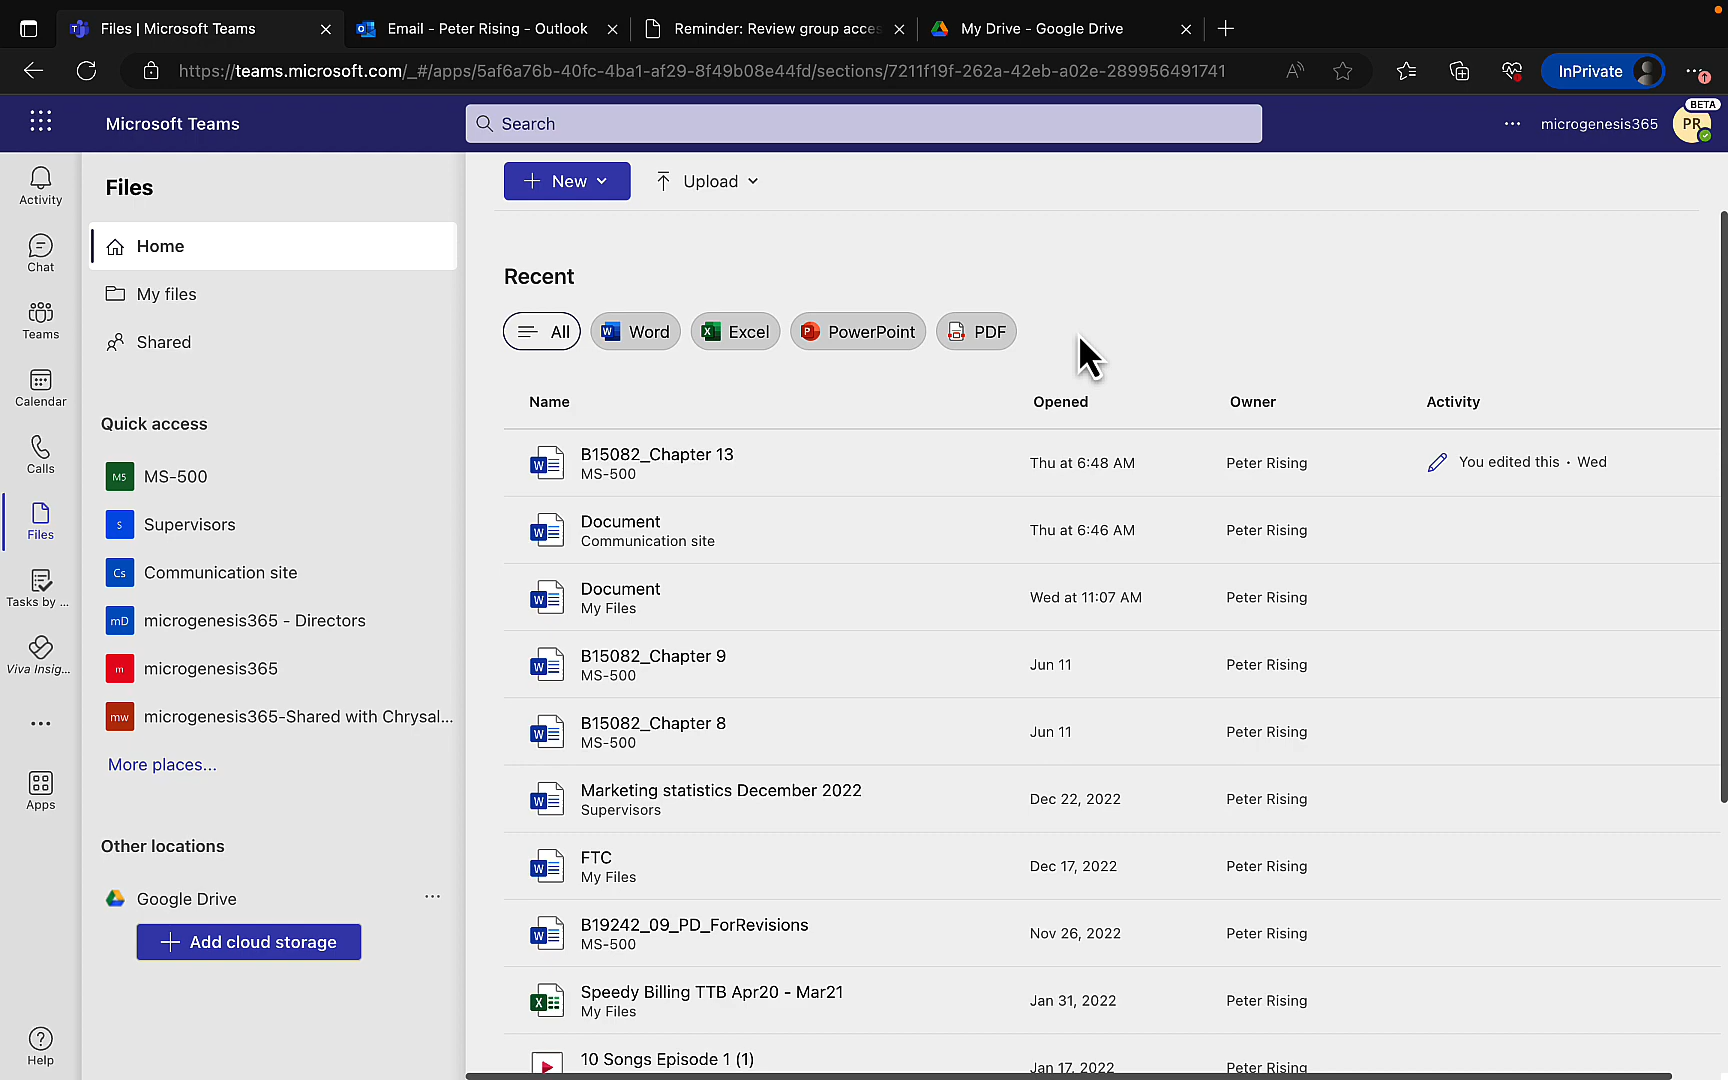 Files | Microsoft Teams
Email - Peter Rising - Outlook
Reminder: Review group acces
My Drive - Google Drive
https://teams.microsoft.com/_#/apps/5af6a76b-40fc-4ba1-af29-8f49b08e44fd/sections/7211f19f-262a-42eb-a02e-289956491741
InPrivate
Microsoft Teams
Search
microgenesis365
BETA
PR
Activity
Chat
Teams
Calendar
Calls
Files
Tasks by ...
Viva Insig...
Apps
Help
Files
Home
My files
Shared
Quick access
M5 MS-500
S Supervisors
Cs Communication site
mD microgenesis365 - Directors
m microgenesis365
mw microgenesis365-Shared with Chrysal...
More places...
Other locations
Google Drive
Add cloud storage
New
Upload
Recent
All
Word
Excel
PowerPoint
PDF
Name Opened Owner Activity
B15082_Chapter 13
MS-500
Thu at 6:48 AM Peter Rising You edited this • Wed
Document
Communication site
Thu at 6:46 AM Peter Rising
Document
My Files
Wed at 11:07 AM Peter Rising
B15082_Chapter 9
MS-500
Jun 11 Peter Rising
B15082_Chapter 8
MS-500
Jun 11 Peter Rising
Marketing statistics December 2022
Supervisors
Dec 22, 2022 Peter Rising
FTC
My Files
Dec 17, 2022 Peter Rising
B19242_09_PD_ForRevisions
MS-500
Nov 26, 2022 Peter Rising
Speedy Billing TTB Apr20 - Mar21
My Files
Jan 31, 2022 Peter Rising
10 Songs Episode 1 (1)
Jan 17, 2022 Peter Rising